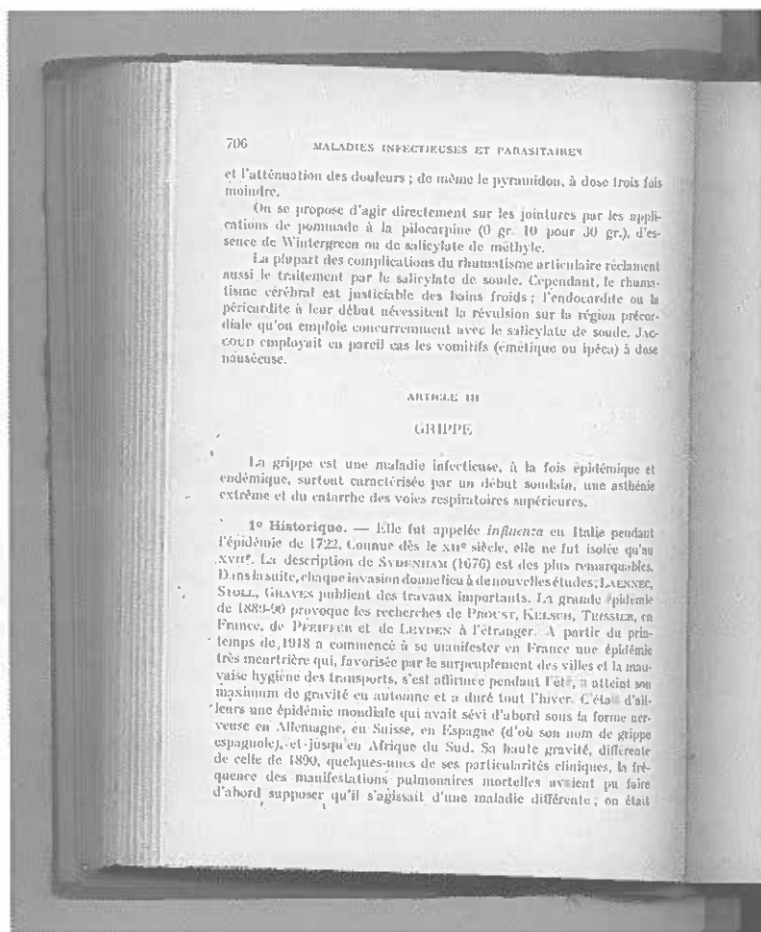 706 MALADIES INFECTIEUSES ET PARASITAIRES
et l'atténuation des douleurs ; de même le pyramidon, à dose trois fois
moindre.
On se propose d'agir directement sur les jointures par les appli-
cations de pommade à la pilocarpine (0 gr. 10 pour 30 gr.), d'es-
sence de Wintergreen ou de salicylate de méthyle.
La plupart des complications du rhumatisme articulaire réclament
aussi le traitement par le salicylate de soude. Cependant, le rhuma-
tisme cérébral est justiciable des bains froids ; l'endocardite ou la
péricardite à leur début nécessitent la révulsion sur la région précor-
diale qu'on emploie concurremment avec le salicylate de soude. JAC-
COUD employait en pareil cas les vomitifs (émétique ou ipéca) à dose
nauséeuse.
ARTICLE III
GRIPPE
La grippe est une maladie infectieuse, à la fois épidémique et
endémique, surtout caractérisée par un début soudain, une asthénie
extrême et du catarrhe des voies respiratoires supérieures.
1º Historique. — Elle fut appelée influenza en Italie pendant
l'épidémie de 1722. Connue dès le XIIe siècle, elle ne fut isolée qu'au
XVIIe. La description de SYDENHAM (1676) est des plus remarquables.
Dans la suite, chaque invasion donne lieu à de nouvelles études ; LAENNEC,
STOLL, GRAVES publient des travaux importants. La grande épidémie
de 1889-90 provoque les recherches de PROUST, KELSCH, TEISSIER, en
France, de PFEIFFER et de LEYDEN à l'étranger. A partir du prin-
temps de 1918 a commencé à se manifester en France une épidémie
très meurtrière qui, favorisée par le surpeuplement des villes et la mau-
vaise hygiène des transports, s'est affirmée pendant l'été, a atteint son
maximum de gravité en automne et a duré tout l'hiver. C'était d'ail-
leurs une épidémie mondiale qui avait sévi d'abord sous la forme ner-
veuse en Allemagne, en Suisse, en Espagne (d'où son nom de grippe
espagnole), et jusqu'en Afrique du Sud. Sa haute gravité, différente
de celle de 1890, quelques-unes de ses particularités cliniques, la fré-
quence des manifestations pulmonaires mortelles avaient pu faire
d'abord supposer qu'il s'agissait d'une maladie différente ; on était